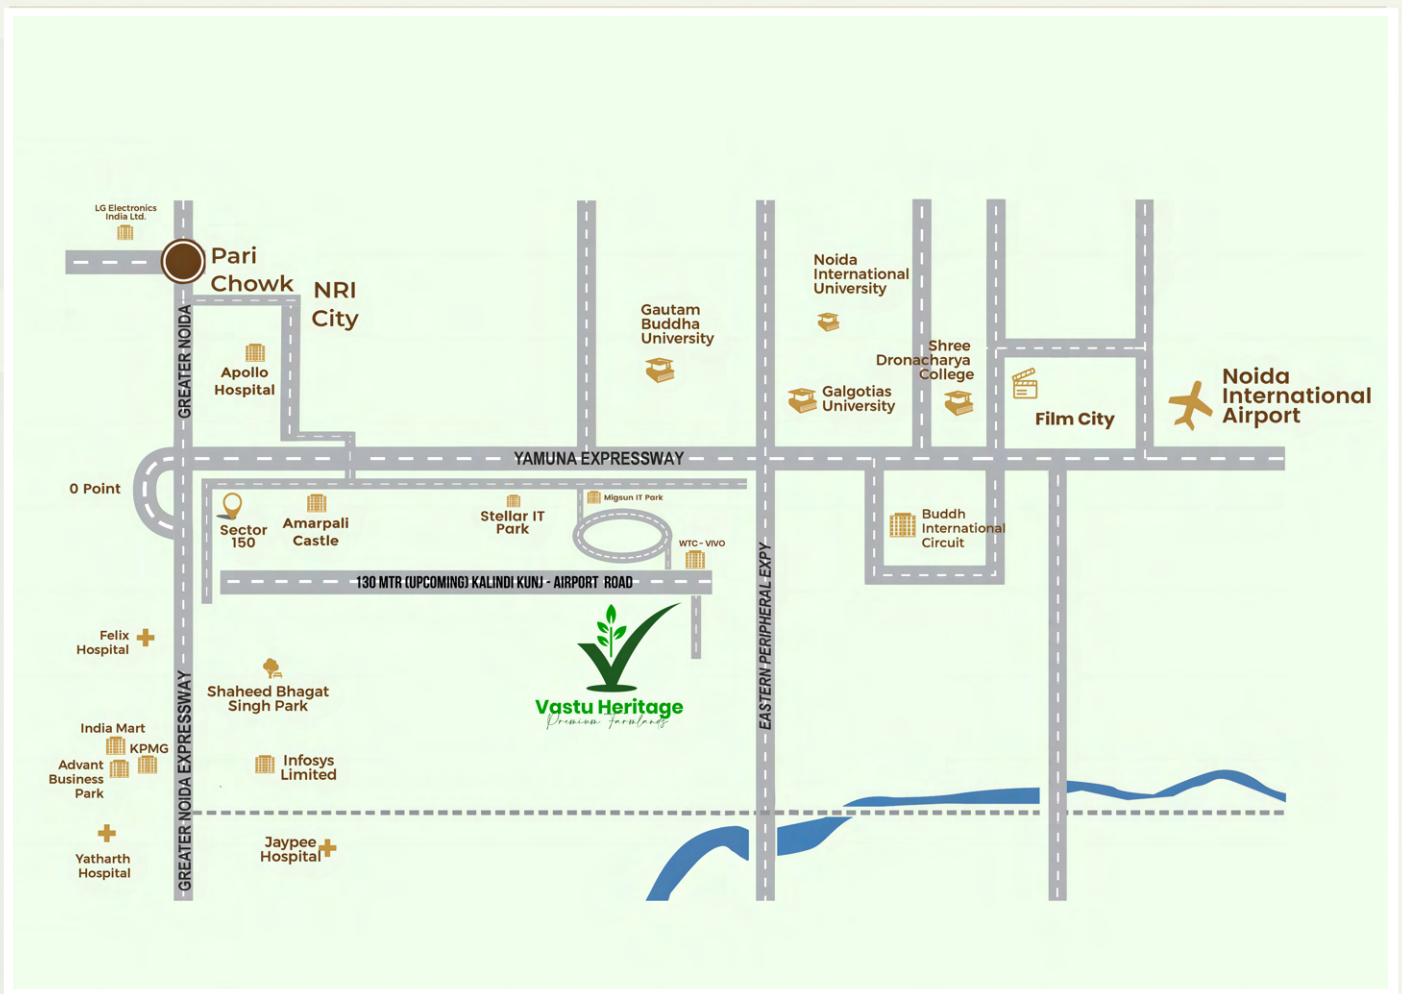 LG Electronics
India Ltd.
Pari
Chowk
NRI
City
GREATER NOIDA
Apollo
Hospital
Gautam
Buddha
University
Noida
International
University
Galgotias
University
Shree
Dronacharya
College
Film City
Noida
International
Airport
YAMUNA EXPRESSWAY
0 Point
Sector
150
Amarpali
Castle
Stellar IT
Park
Migsun IT Park
WTC - VIVO
Buddh
International
Circuit
130 MTR (UPCOMING) KALINDI KUNJ - AIRPORT ROAD
EASTERN PERIPHERAL EXPY
Felix
Hospital
Shaheed Bhagat
Singh Park
Vastu Heritage
Premium Farmlands
GREATER NOIDA EXPRESSWAY
India Mart
KPMG
Advant
Business
Park
Infosys
Limited
Yatharth
Hospital
Jaypee
Hospital